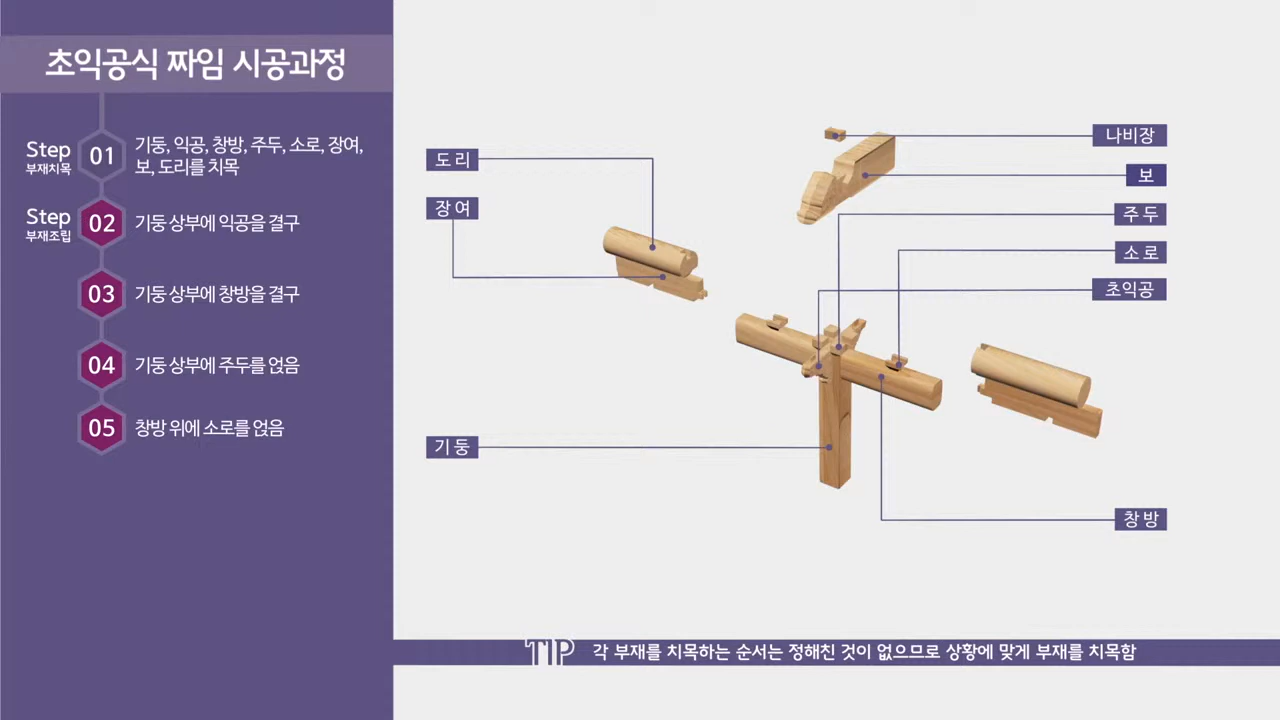 초익공식 짜임 시공과정
Step
부재치목
01
기둥, 익공, 창방, 주두, 소로, 장여,
보, 도리를 치목
Step
부재조립
02
기둥 상부에 익공을 결구
03
기둥 상부에 창방을 결구
04
기둥 상부에 주두를 얹음
05
창방 위에 소로를 얹음
도리
장여
기둥
나비장
보
주두
소로
초익공
창방
TIP 각 부재를 치목하는 순서는 정해친 것이 없으므로 상황에 맞게 부재를 치목함